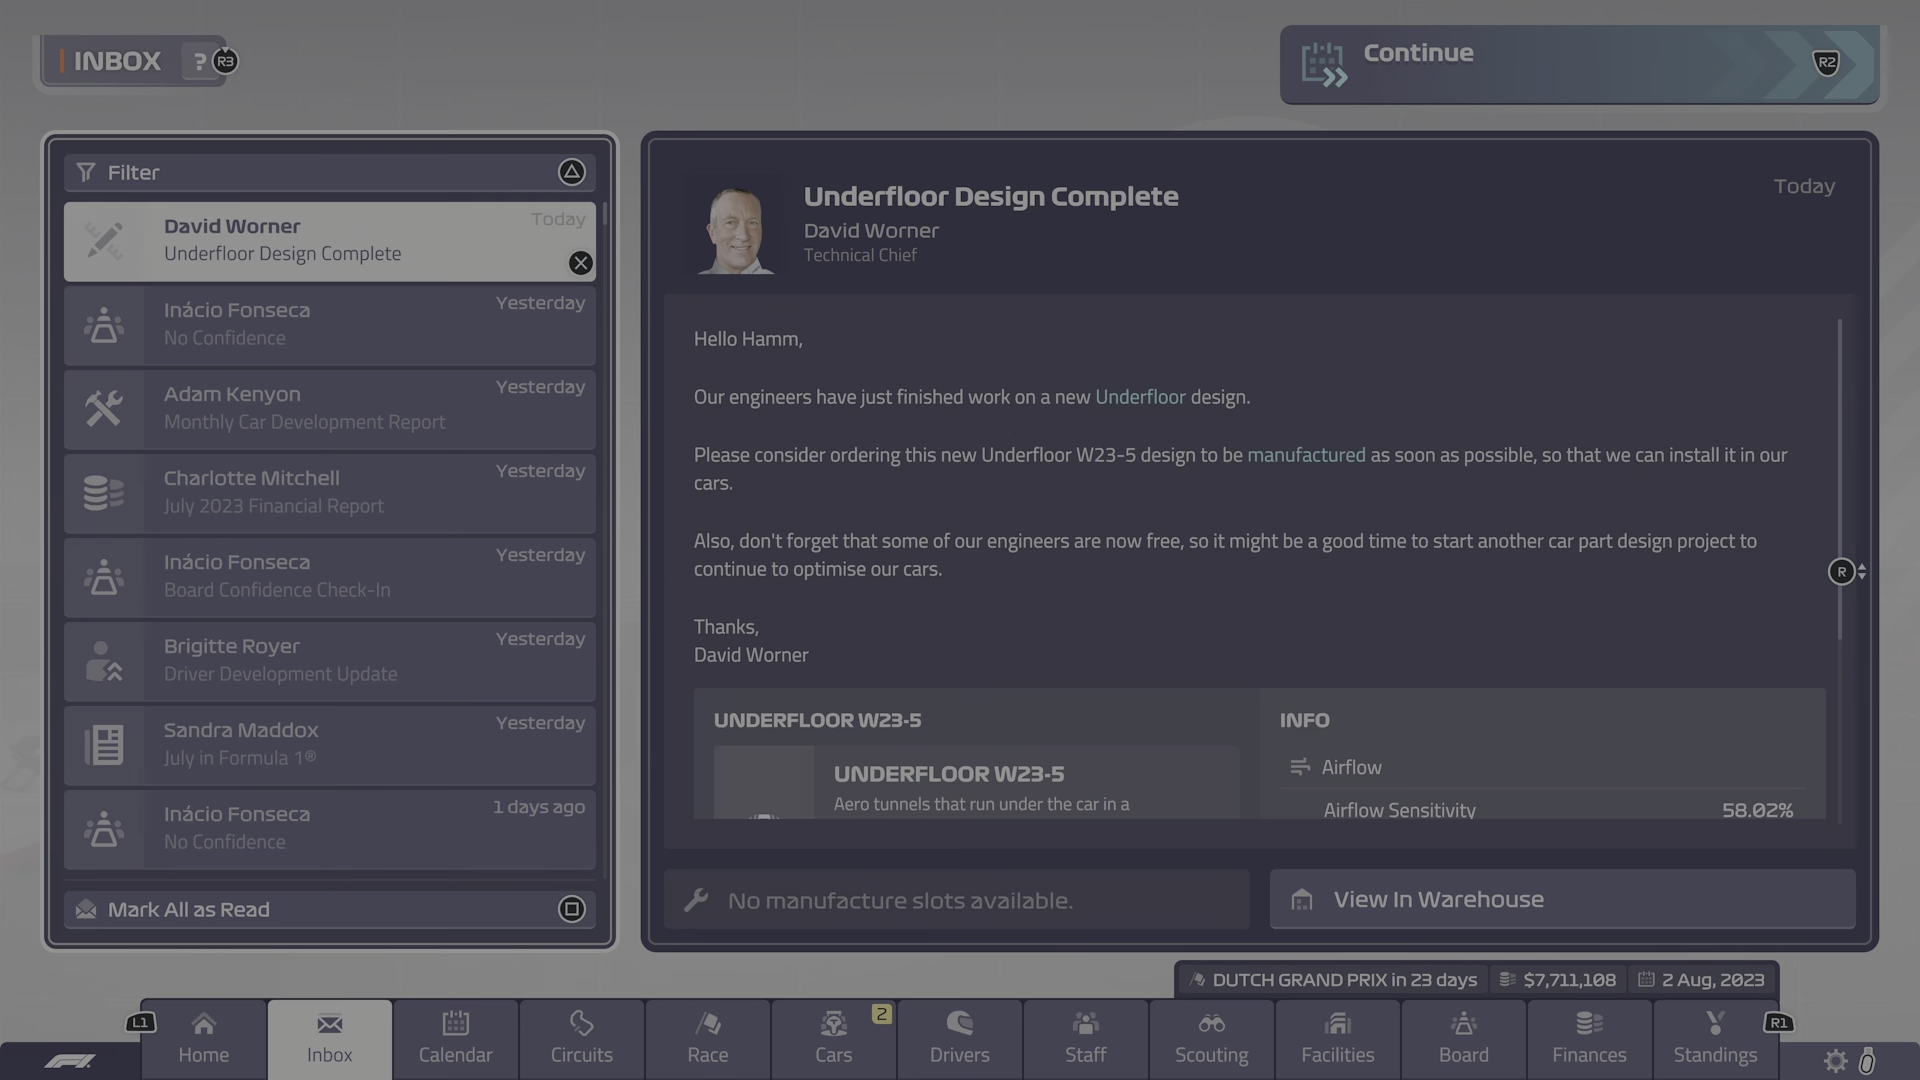 INBOX
?
R3
Continue
R2
Filter
David Worner
Today
Underfloor Design Complete
Inácio Fonseca
Yesterday
No Confidence
Adam Kenyon
Yesterday
Monthly Car Development Report
Charlotte Mitchell
Yesterday
July 2023 Financial Report
Inácio Fonseca
Yesterday
Board Confidence Check-In
Brigitte Royer
Yesterday
Driver Development Update
Sandra Maddox
Yesterday
July in Formula 1®
Inácio Fonseca
1 days ago
No Confidence
Mark All as Read
Underfloor Design Complete
Today
David Worner
Technical Chief
Hello Hamm,
Our engineers have just finished work on a new Underfloor design.
Please consider ordering this new Underfloor W23-5 design to be manufactured as soon as possible, so that we can install it in our
cars.
Also, don't forget that some of our engineers are now free, so it might be a good time to start another car part design project to
continue to optimise our cars.
R
Thanks,
David Worner
UNDERFLOOR W23-5
UNDERFLOOR W23-5
Aero tunnels that run under the car in a
INFO
Airflow
Airflow Sensitivity 58.02%
No manufacture slots available.
View In Warehouse
DUTCH GRAND PRIX in 23 days
$7,711,108
2 Aug, 2023
L1
Home
Inbox
Calendar
Circuits
Race
2
Cars
Drivers
Staff
Scouting
Facilities
Board
Finances
Standings
R1